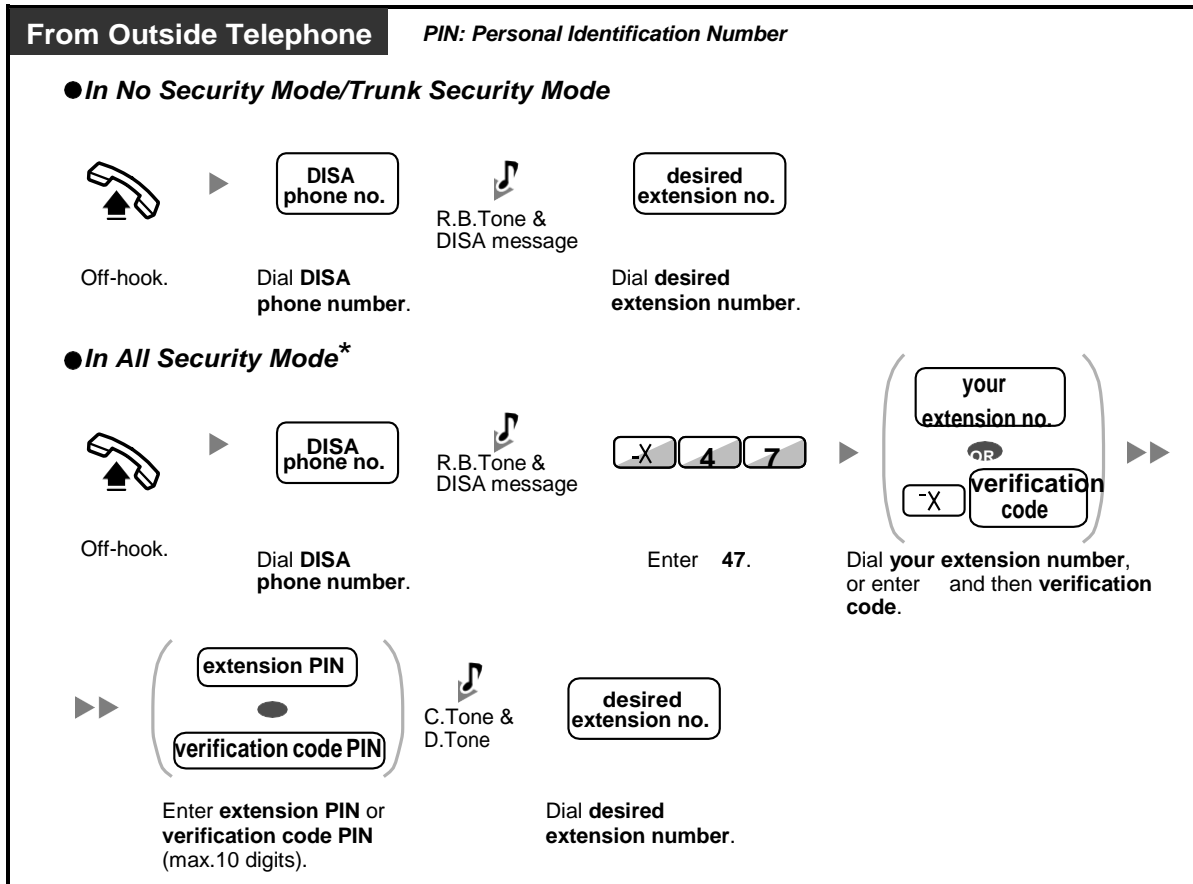 From Outside Telephone
PIN: Personal Identification Number
●In No Security Mode/Trunk Security Mode
DISA
phone no.
R.B.Tone &
DISA message
desired
extension no.
Off-hook.
Dial DISA
phone number.
Dial desired
extension number.
●In All Security Mode*
DISA
phone no.
R.B.Tone &
DISA message
-X 4 7
your
extension no.
OR
-X verification
code
Off-hook.
Dial DISA
phone number.
Enter 47.
Dial your extension number,
or enter and then verification
code.
extension PIN
verification code PIN
C.Tone &
D.Tone
desired
extension no.
Enter extension PIN or
verification code PIN
(max.10 digits).
Dial desired
extension number.